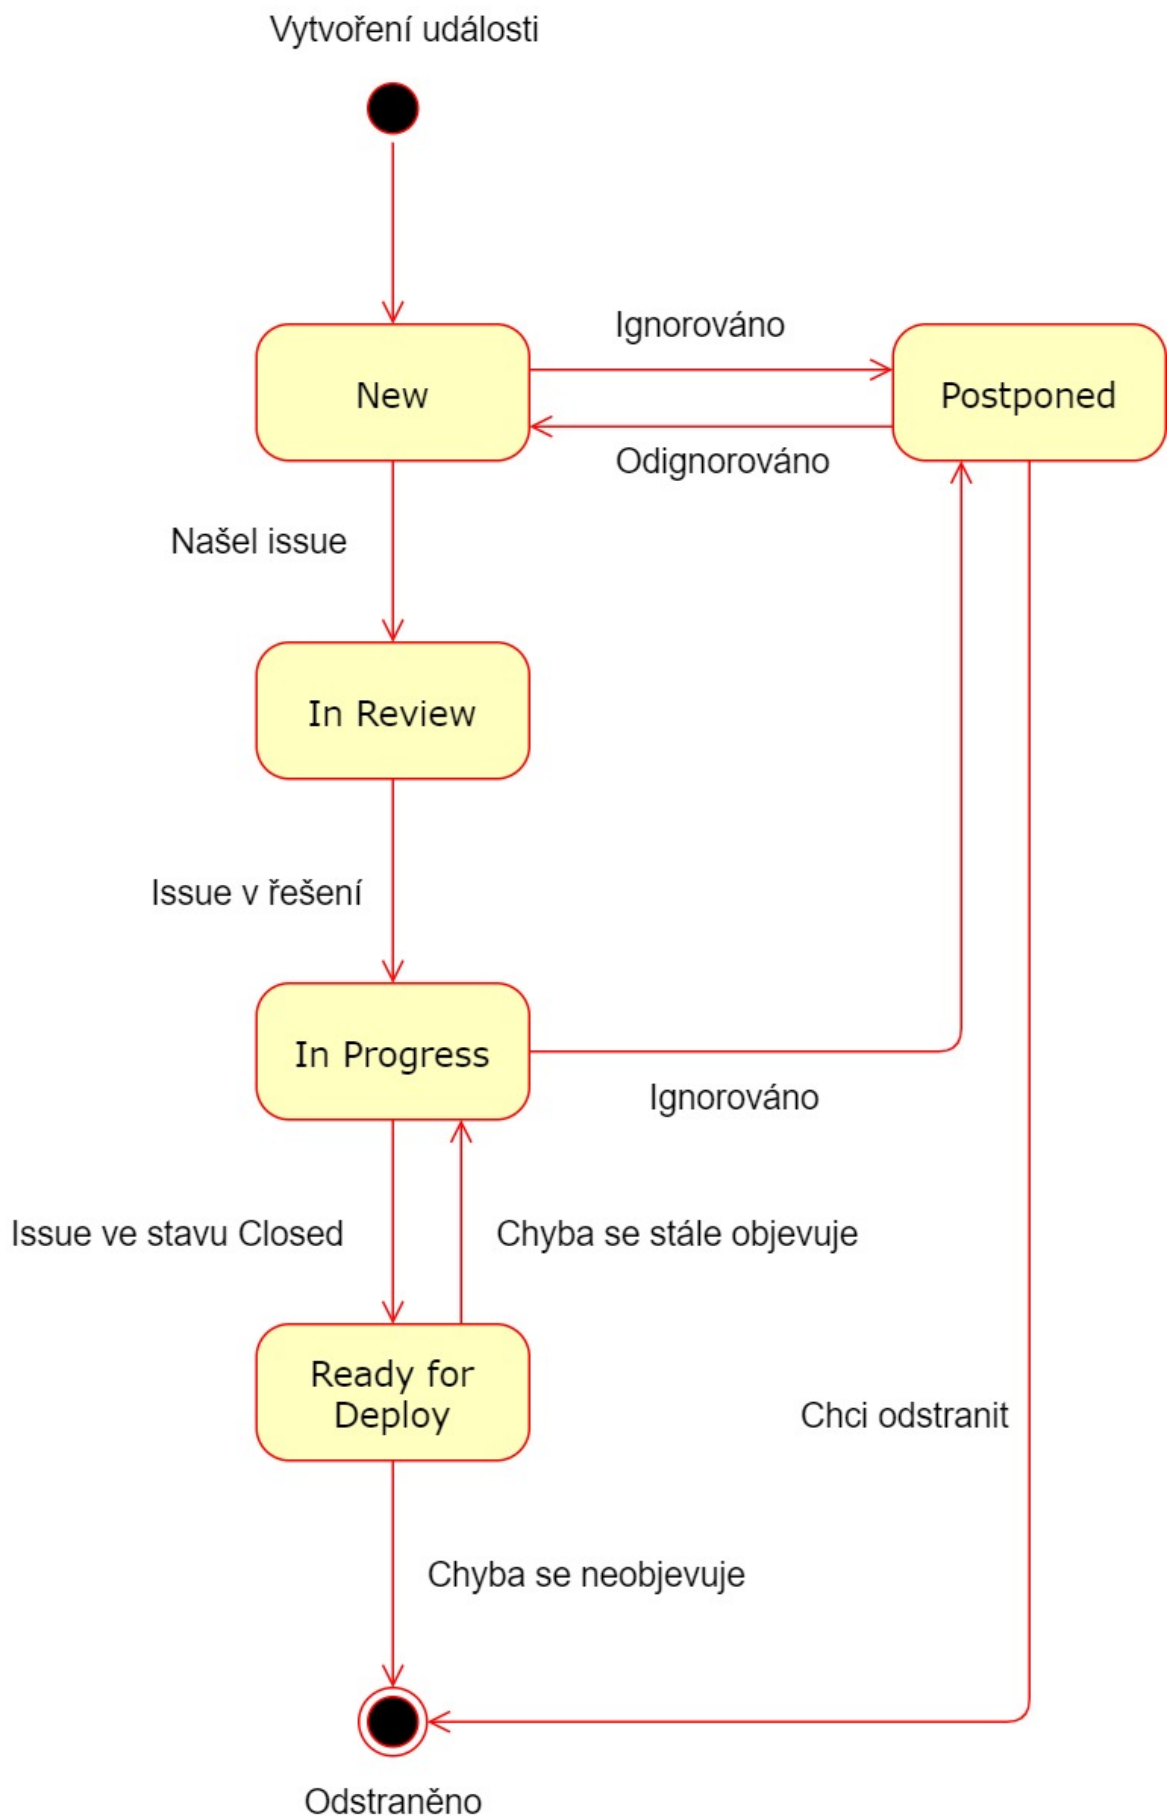 Vytvoření události
Ignorováno
New
Postponed
Odignorováno
Našel issue
In Review
Issue v řešení
In Progress
Ignorováno
Issue ve stavu Closed
Chyba se stále objevuje
Ready for
Deploy
Chci odstranit
Chyba se neobjevuje
Odstraněno